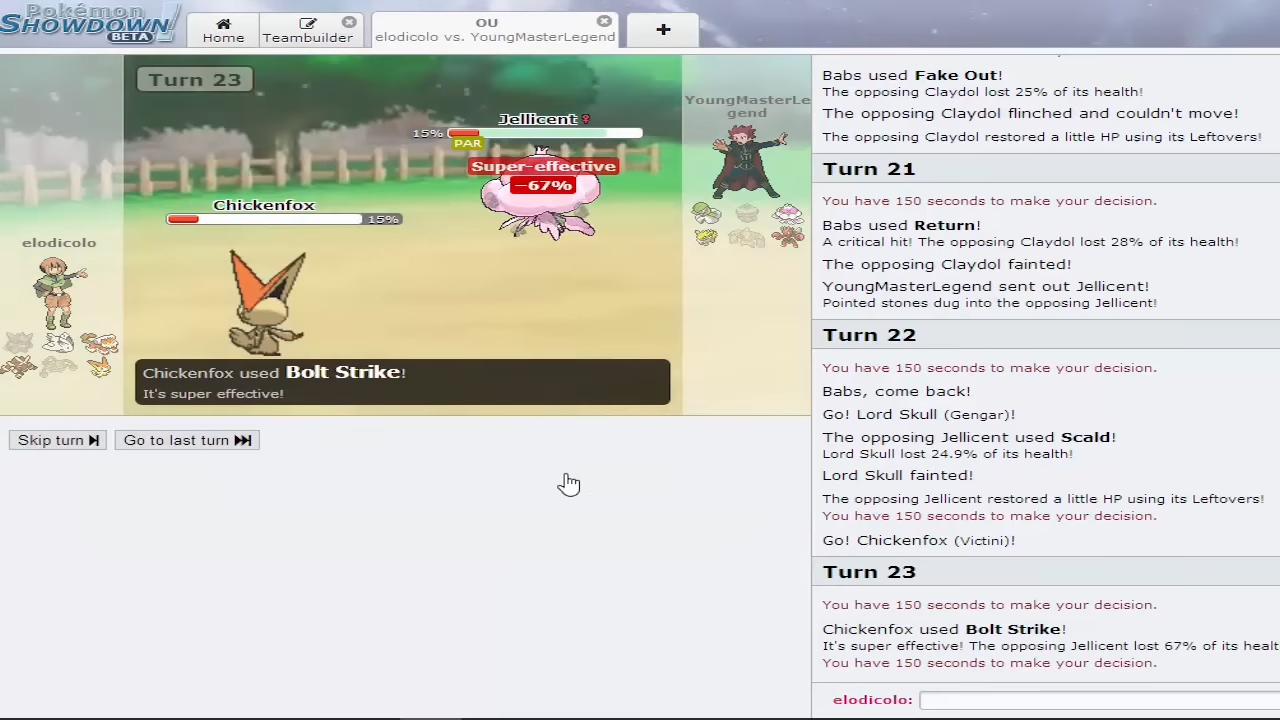 Pokémon
SHOWDOWN!
BETA
Home
Teambuilder
OU
elodicolo vs. YoungMasterLegend
+
Turn 23
Jellicent ♀
15%
PAR
Super-effective
−67%
Chickenfox
15%
elodicolo
YoungMasterLe
gend
Chickenfox used Bolt Strike!
It's super effective!
Skip turn
Go to last turn
Babs used Fake Out!
The opposing Claydol lost 25% of its health!
The opposing Claydol flinched and couldn't move!
The opposing Claydol restored a little HP using its Leftovers!
Turn 21
You have 150 seconds to make your decision.
Babs used Return!
A critical hit! The opposing Claydol lost 28% of its health!
The opposing Claydol fainted!
YoungMasterLegend sent out Jellicent!
Pointed stones dug into the opposing Jellicent!
Turn 22
You have 150 seconds to make your decision.
Babs, come back!
Go! Lord Skull (Gengar)!
The opposing Jellicent used Scald!
Lord Skull lost 24.9% of its health!
Lord Skull fainted!
The opposing Jellicent restored a little HP using its Leftovers!
You have 150 seconds to make your decision.
Go! Chickenfox (Victini)!
Turn 23
You have 150 seconds to make your decision.
Chickenfox used Bolt Strike!
It's super effective! The opposing Jellicent lost 67% of its healt
You have 150 seconds to make your decision.
elodicolo: